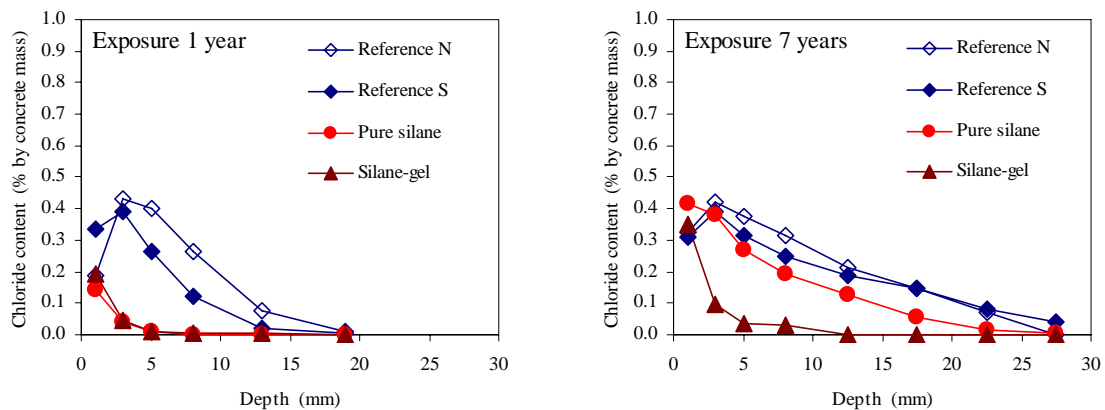 Exposure 1 year
Reference N
Reference S
Pure silane
Silane-gel
Chloride content (% by concrete mass)
1.0
0.9
0.8
0.7
0.6
0.5
0.4
0.3
0.2
0.1
0.0
0 5 10 15 20 25 30
Depth (mm)
Exposure 7 years
Reference N
Reference S
Pure silane
Silane-gel
Chloride content (% by concrete mass)
1.0
0.9
0.8
0.7
0.6
0.5
0.4
0.3
0.2
0.1
0.0
0 5 10 15 20 25 30
Depth (mm)